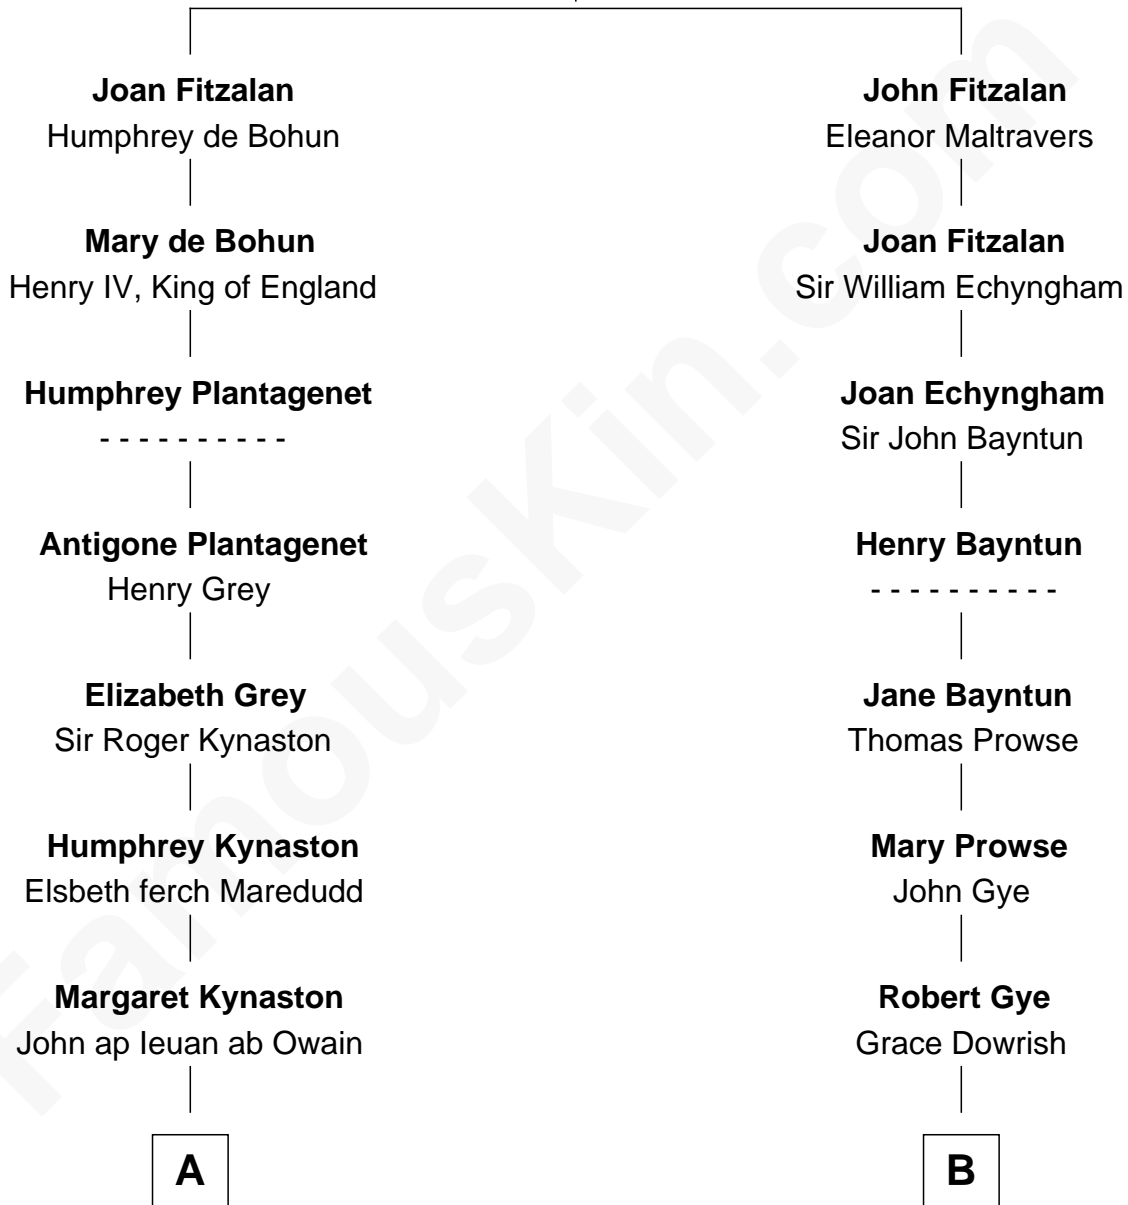 Joan Fitzalan
Humphrey de Bohun
Mary de Bohun
Henry IV, King of England
Humphrey Plantagenet
- - - - - - - - - -
Antigone Plantagenet
Henry Grey
Elizabeth Grey
Sir Roger Kynaston
Humphrey Kynaston
Elsbeth ferch Maredudd
Margaret Kynaston
John ap Ieuan ab Owain
A
John Fitzalan
Eleanor Maltravers
Joan Fitzalan
Sir William Echyngham
Joan Echyngham
Sir John Bayntun
Henry Bayntun
- - - - - - - - - -
Jane Bayntun
Thomas Prowse
Mary Prowse
John Gye
Robert Gye
Grace Dowrish
B
FamousKin.com